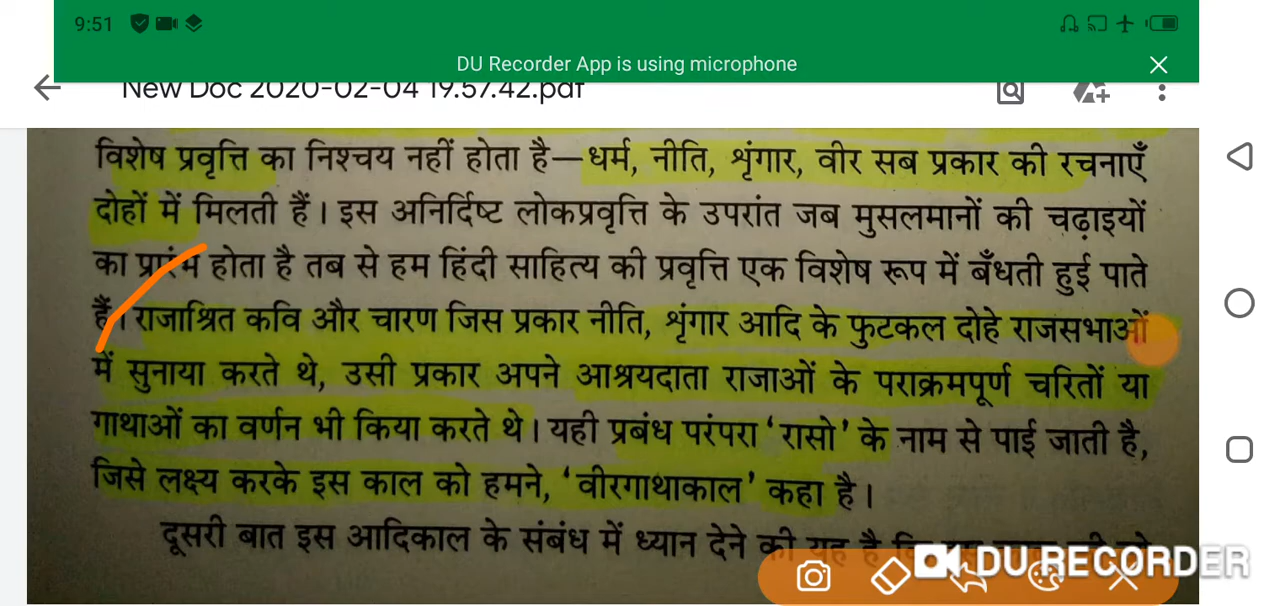 9:51
DU Recorder App is using microphone
New Doc 2020-02-04 19.57.42.pdf
विशेष प्रवृत्ति का निश्चय नहीं होता है—धर्म, नीति, शृंगार, वीर सब प्रकार की रचनाएँ
दोहों में मिलती हैं। इस अनिर्दिष्ट लोकप्रवृत्ति के उपरांत जब मुसलमानों की चढ़ाइयों
का प्रारंभ होता है तब से हम हिंदी साहित्य की प्रवृत्ति एक विशेष रूप में बँधती हुई पाते
हैं। राजाश्रित कवि और चारण जिस प्रकार नीति, शृंगार आदि के फुटकल दोहे राजसभाओं
में सुनाया करते थे, उसी प्रकार अपने आश्रयदाता राजाओं के पराक्रमपूर्ण चरितों या
गाथाओं का वर्णन भी किया करते थे। यही प्रबंध परंपरा ‘रासो’ के नाम से पाई जाती है,
जिसे लक्ष्य करके इस काल को हमने, ‘वीरगाथाकाल’ कहा है।
दूसरी बात इस आदिकाल के संबंध में ध्यान देने की यह है कि
DU RECORDER